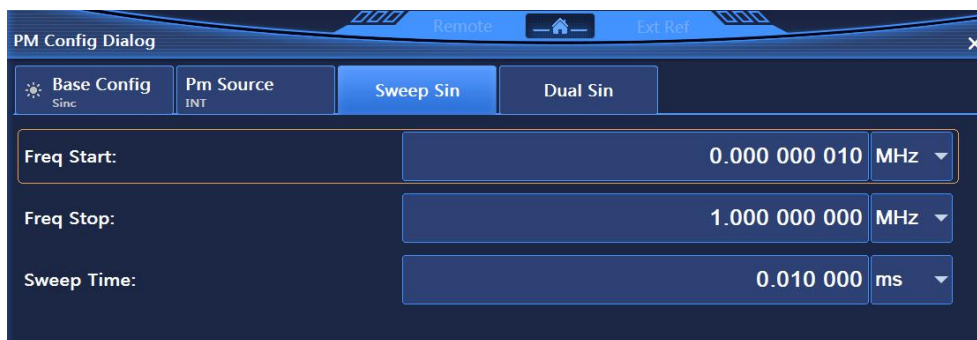 Remote Ext Ref
PM Config Dialog
Base Config Pm Source Sweep Sin Dual Sin
Sinc INT
Freq Start: 0.000 000 010 MHz
Freq Stop: 1.000 000 000 MHz
Sweep Time: 0.010 000 ms